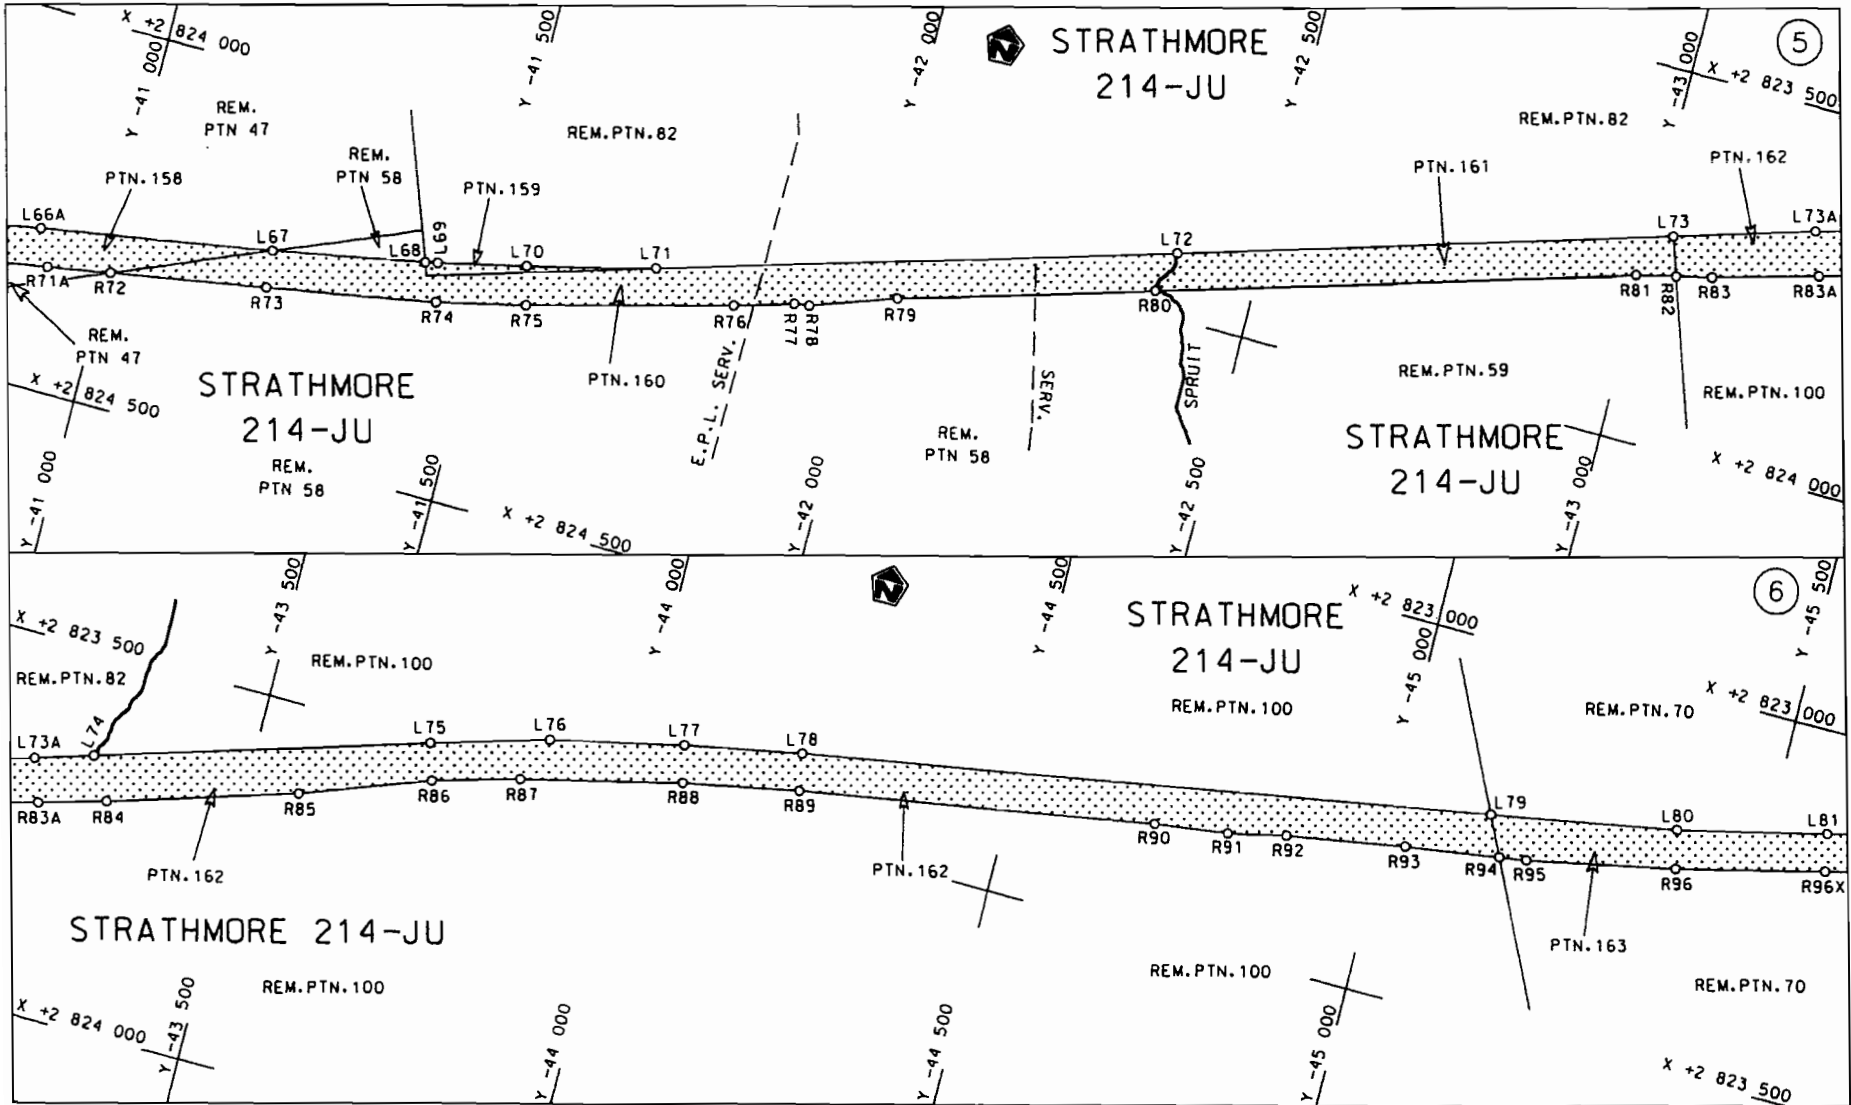 X +2 824 000
Y -41 000
Y -41 500
Y -42 000
N
STRATHMORE
214-JU
Y -42 500
Y -43 000
X +2 823 500
5
REM.
PTN 47
REM.PTN.82
REM.PTN.82
PTN.158
REM.
PTN 58
PTN.159
PTN.161
PTN.162
L66A
L67
L68
L69
L70
L71
L72
L73
L73A
R71A
R72
R73
R74
R75
R76
R77
R78
R79
R80
R81
R82
R83
R83A
REM.
PTN 47
X +2 824 500
STRATHMORE
214-JU
REM.
PTN 58
PTN.160
E.P.L. SERV.
SERV.
SPRUIT
REM.
PTN 58
REM.PTN.59
REM.PTN.100
STRATHMORE
214-JU
Y -41 000
Y -41 500
X +2 824 500
Y -42 000
Y -42 500
Y -43 000
X +2 824 000
X +2 823 500
Y -43 500
Y -44 000
N
Y -44 500
STRATHMORE
214-JU
X +2 823 000
Y -45 000
Y -45 500
6
REM.PTN.82
REM.PTN.100
REM.PTN.100
REM.PTN.70
X +2 823 000
L73A
L74
L75
L76
L77
L78
L79
L80
L81
R83A
R84
R85
R86
R87
R88
R89
R90
R91
R92
R93
R94
R95
R96
R96X
PTN.162
PTN.162
PTN.163
STRATHMORE 214-JU
REM.PTN.100
REM.PTN.100
REM.PTN.70
X +2 824 000
Y -43 500
Y -44 000
Y -44 500
Y -45 000
X +2 823 500